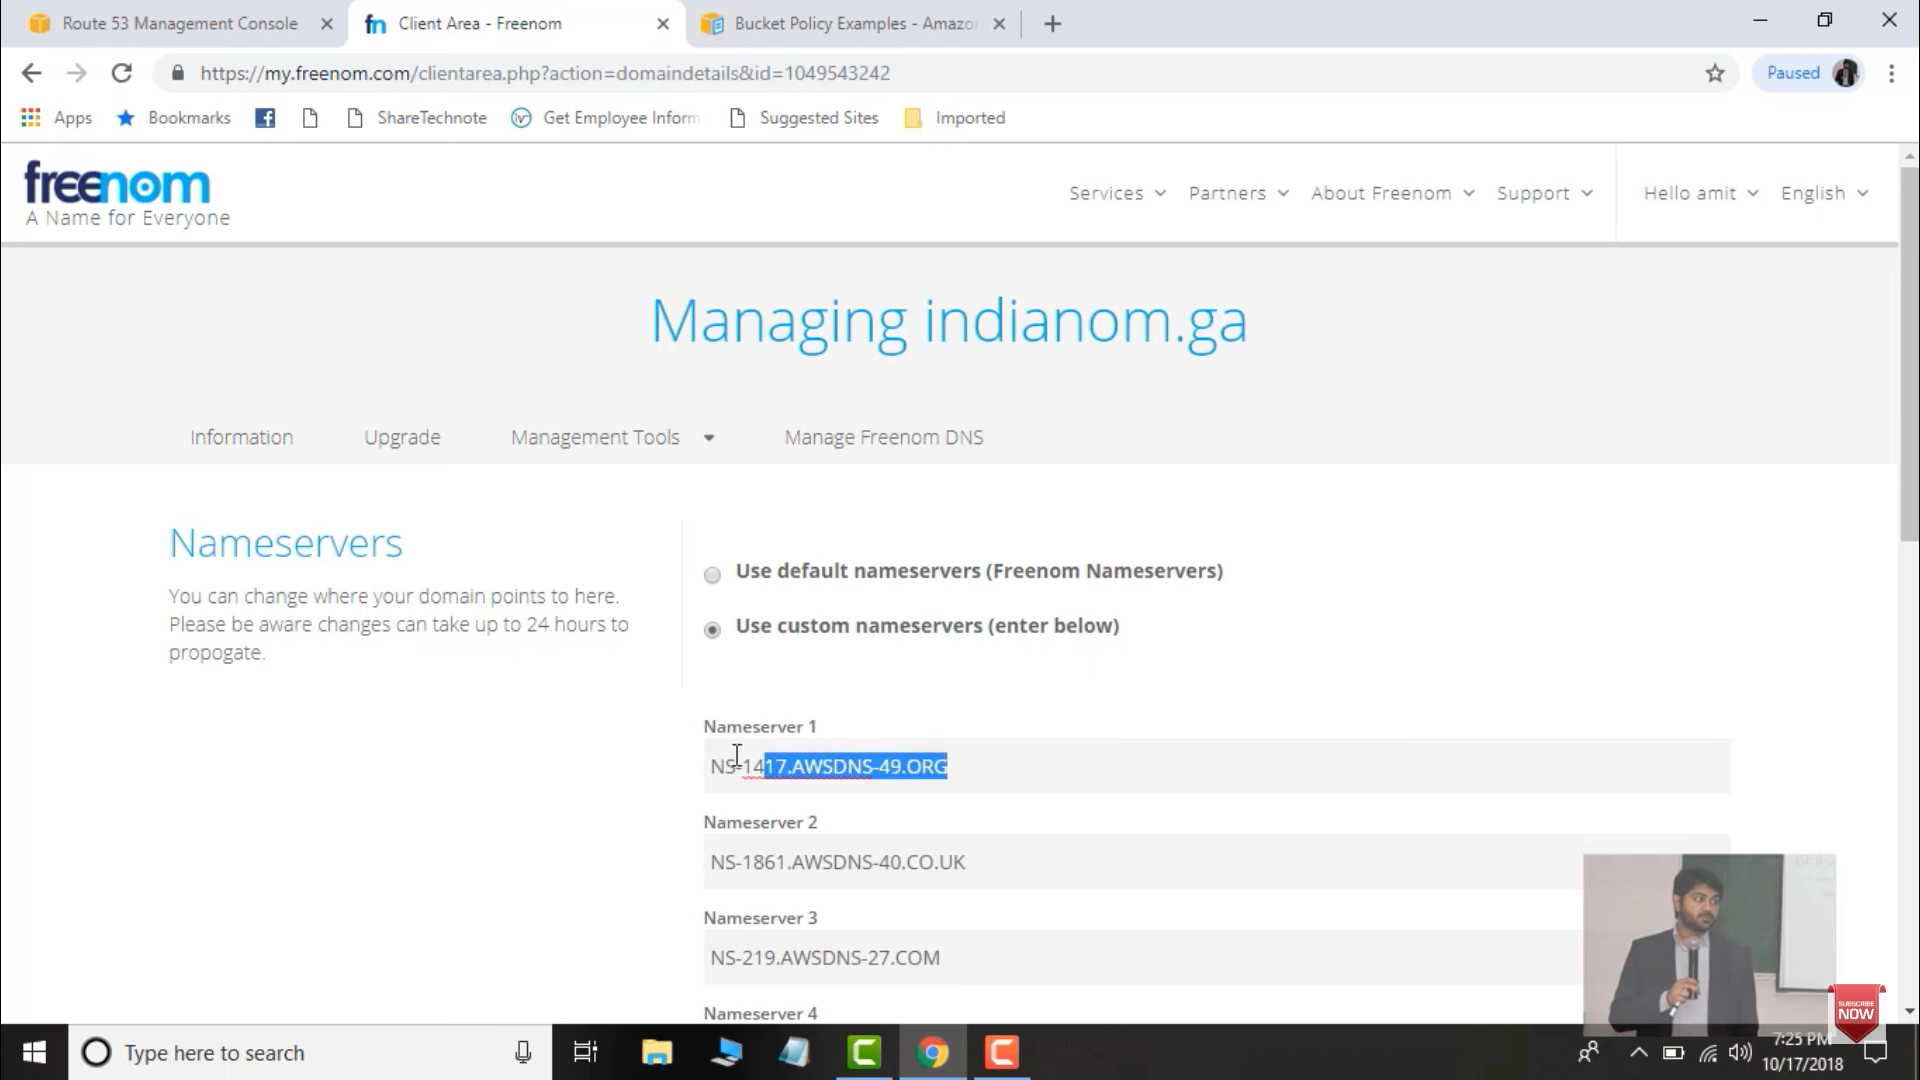 Route 53 Management Console
Client Area - Freenom
Bucket Policy Examples - Amazo
https://my.freenom.com/clientarea.php?action=domaindetails&id=1049543242
Paused
Apps
Bookmarks
ShareTechnote
Get Employee Inform
Suggested Sites
Imported
freenom
A Name for Everyone
Services
Partners
About Freenom
Support
Hello amit
English
Managing indianom.ga
Information
Upgrade
Management Tools
Manage Freenom DNS
Nameservers
You can change where your domain points to here.
Please be aware changes can take up to 24 hours to
propogate.
Use default nameservers (Freenom Nameservers)
Use custom nameservers (enter below)
Nameserver 1
NS-1417.AWSDNS-49.ORG
Nameserver 2
NS-1861.AWSDNS-40.CO.UK
Nameserver 3
NS-219.AWSDNS-27.COM
Nameserver 4
SUBSCRIBE
NOW
Type here to search
7:25 PM
10/17/2018